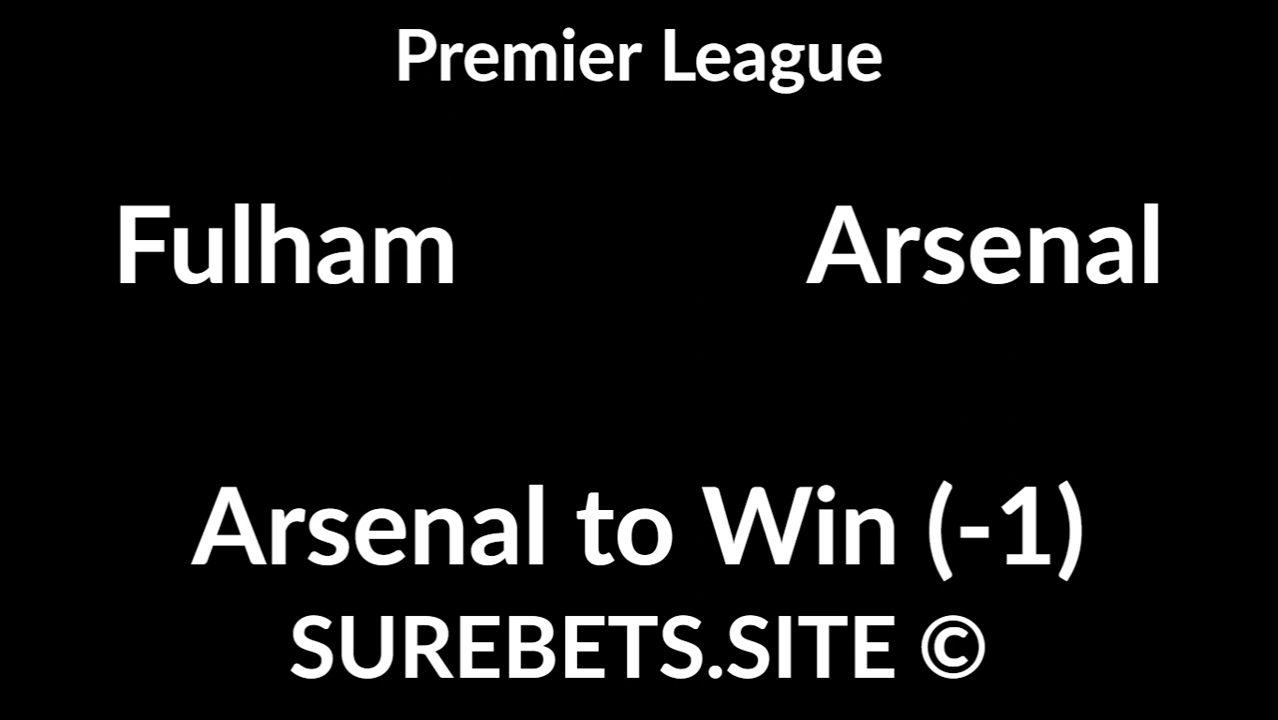 Premier League
Fulham Arsenal
Arsenal to Win (-1)
SUREBETS.SITE ©